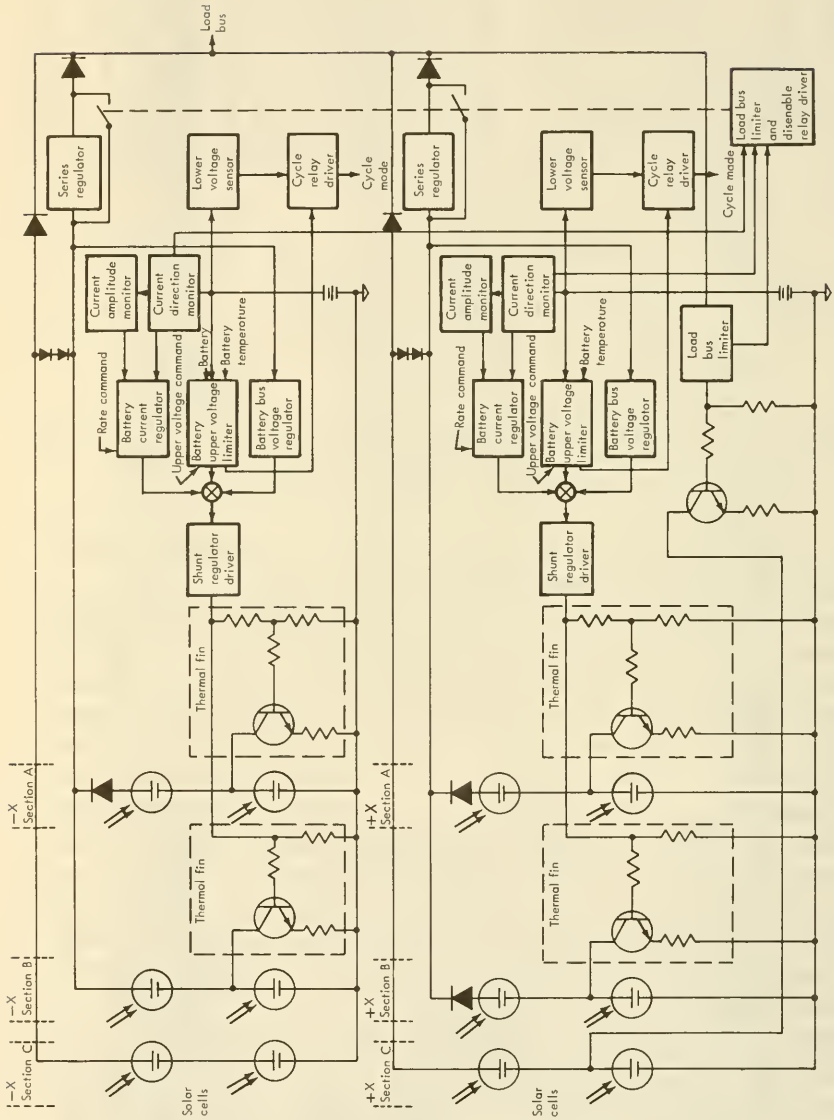 −X
Section C
−X
Section B
−X
Section A
Solar
cells
Thermal fin
Thermal fin
Shunt
regulator
driver
Rate command
Battery
current
regulator
Upper voltage command
Battery
upper voltage
limiter
Battery bus
voltage
regulator
Current
amplitude
monitor
Current
direction
monitor
Battery
Battery
temperature
Series
regulator
Lower
voltage
sensor
Cycle
relay
driver
Cycle
mode
Load
bus
+X
Section C
+X
Section B
+X
Section A
Solar
cells
Thermal fin
Thermal fin
Shunt
regulator
driver
Rate command
Battery
current
regulator
Upper voltage command
Battery
upper voltage
limiter
Battery bus
voltage
regulotor
Current
amplitude
monitor
Current
direction
monitor
Battery
temperature
Series
regulator
Lower
voltage
sensor
Cycle
relay
driver
Cycle made
Load
bus
limiter
Load bus
limiter
and
disenable
relay driver